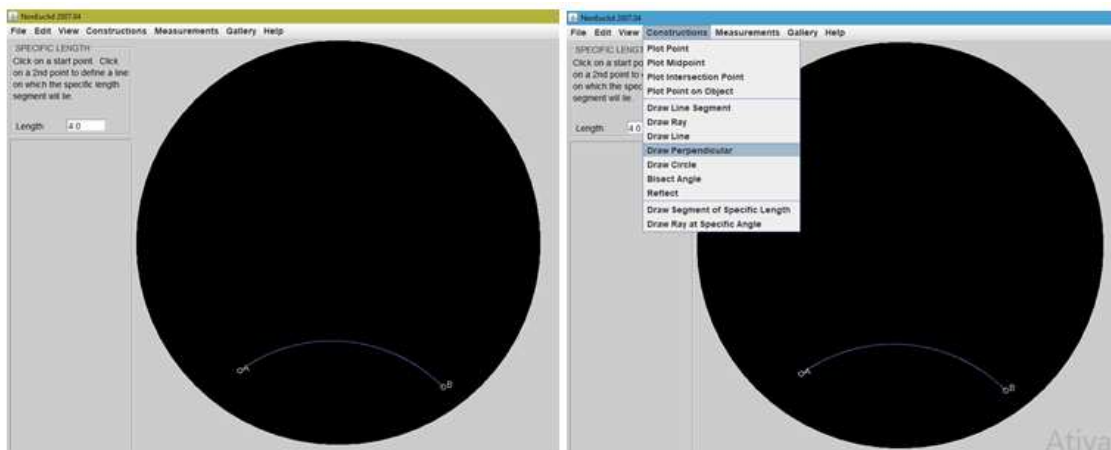 NonEuclid 2007.04
File Edit View Constructions Measurements Gallery Help
SPECIFIC LENGTH
Click on a start point. Click
on a 2nd point to define a line
on which the specific length
segment will lie.
Length: 4.0
A
B
NonEuclid 2007.04
File Edit View Constructions Measurements Gallery Help
SPECIFIC LENGT
Click on a start po
on a 2nd point to
on which the spec
segment will lie.
Length: 4.0
Plot Point
Plot Midpoint
Plot Intersection Point
Plot Point on Object
Draw Line Segment
Draw Ray
Draw Line
Draw Perpendicular
Draw Circle
Bisect Angle
Reflect
Draw Segment of Specific Length
Draw Ray at Specific Angle
A
B
Ativa